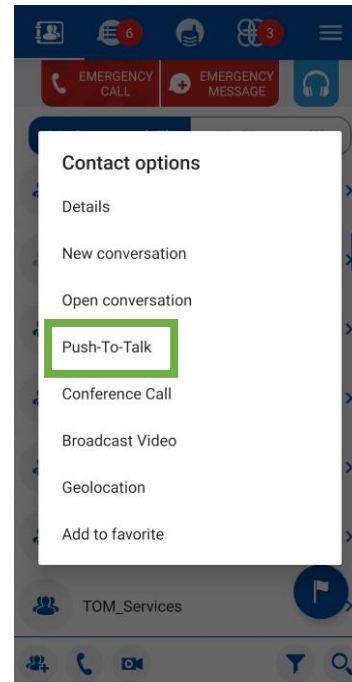 6
3
EMERGENCY
CALL
EMERGENCY
MESSAGE
Contact options
Details
New conversation
Open conversation
Push-To-Talk
Conference Call
Broadcast Video
Geolocation
Add to favorite
TOM_Services